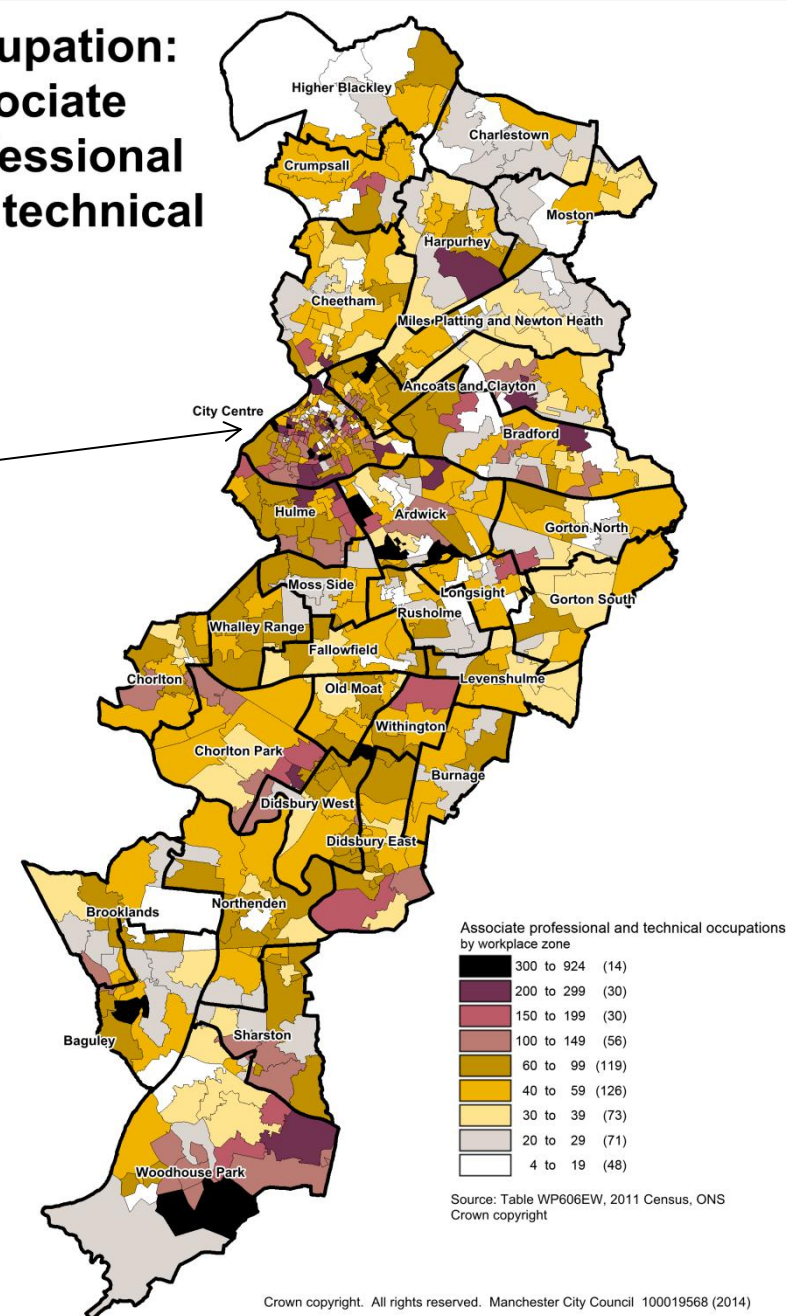 upation:
ociate
fessional
technical
Higher Blackley
Charlestown
Crumpsall
Moston
Harpurhey
Cheetham
Miles Platting and Newton Heath
Ancoats and Clayton
City Centre
Bradford
Hulme
Ardwick
Gorton North
Moss Side
Longsight
Gorton South
Rusholme
Whalley Range
Fallowfield
Chorlton
Levenshulme
Old Moat
Withington
Chorlton Park
Burnage
Didsbury West
Didsbury East
Brooklands
Northenden
Baguley
Sharston
Woodhouse Park
Associate professional and technical occupations
by workplace zone
300 to 924 (14)
200 to 299 (30)
150 to 199 (30)
100 to 149 (56)
60 to 99 (119)
40 to 59 (126)
30 to 39 (73)
20 to 29 (71)
4 to 19 (48)
Source: Table WP606EW, 2011 Census, ONS
Crown copyright
Crown copyright. All rights reserved. Manchester City Council 100019568 (2014)